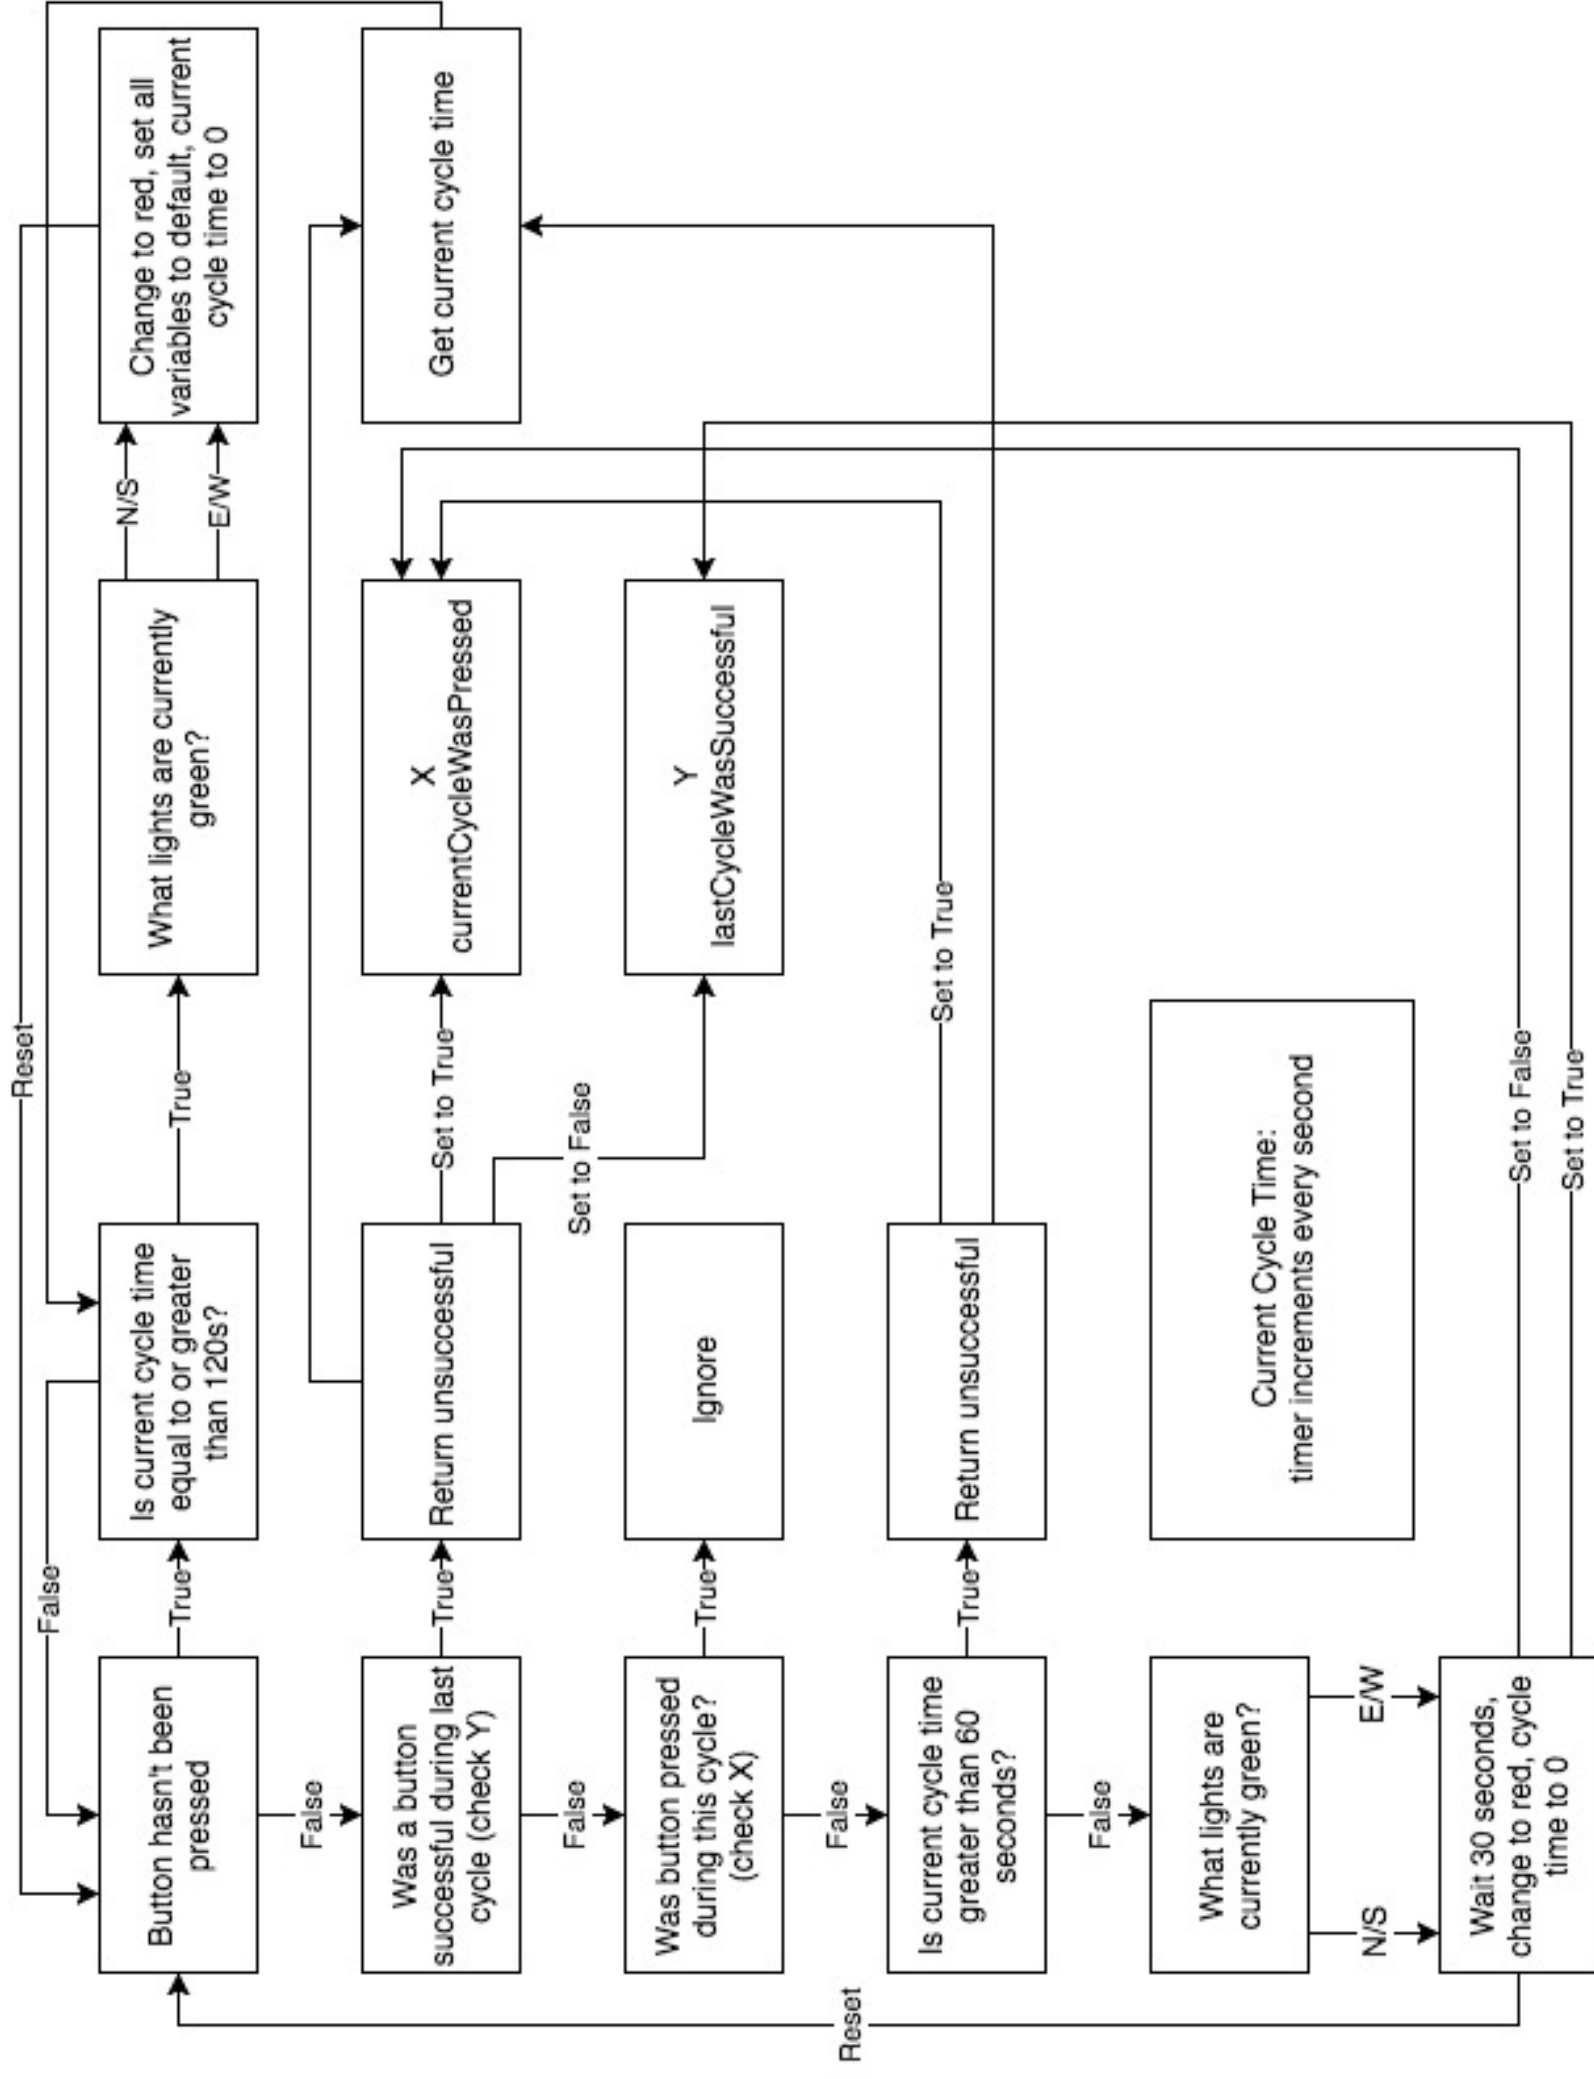 Reset
False
Button hasn't been
pressed
True
Is current cycle time
equal to or greater
than 120s?
True
What lights are currently
green?
N/S
E/W
Change to red, set all
variables to default, current
cycle time to 0
False
Was a button
successful during last
cycle (check Y)
True
Return unsuccessful
Set to True
X
currentCycleWasPressed
Get current cycle time
Set to False
False
Was button pressed
during this cycle?
(check X)
True
Ignore
Y
lastCycleWasSuccessful
False
Is current cycle time
greater than 60
seconds?
True
Return unsuccessful
Set to True
False
What lights are
currently green?
Current Cycle Time:
timer increments every second
N/S
E/W
Wait 30 seconds,
change to red, cycle
time to 0
Set to False
Set to True
Reset